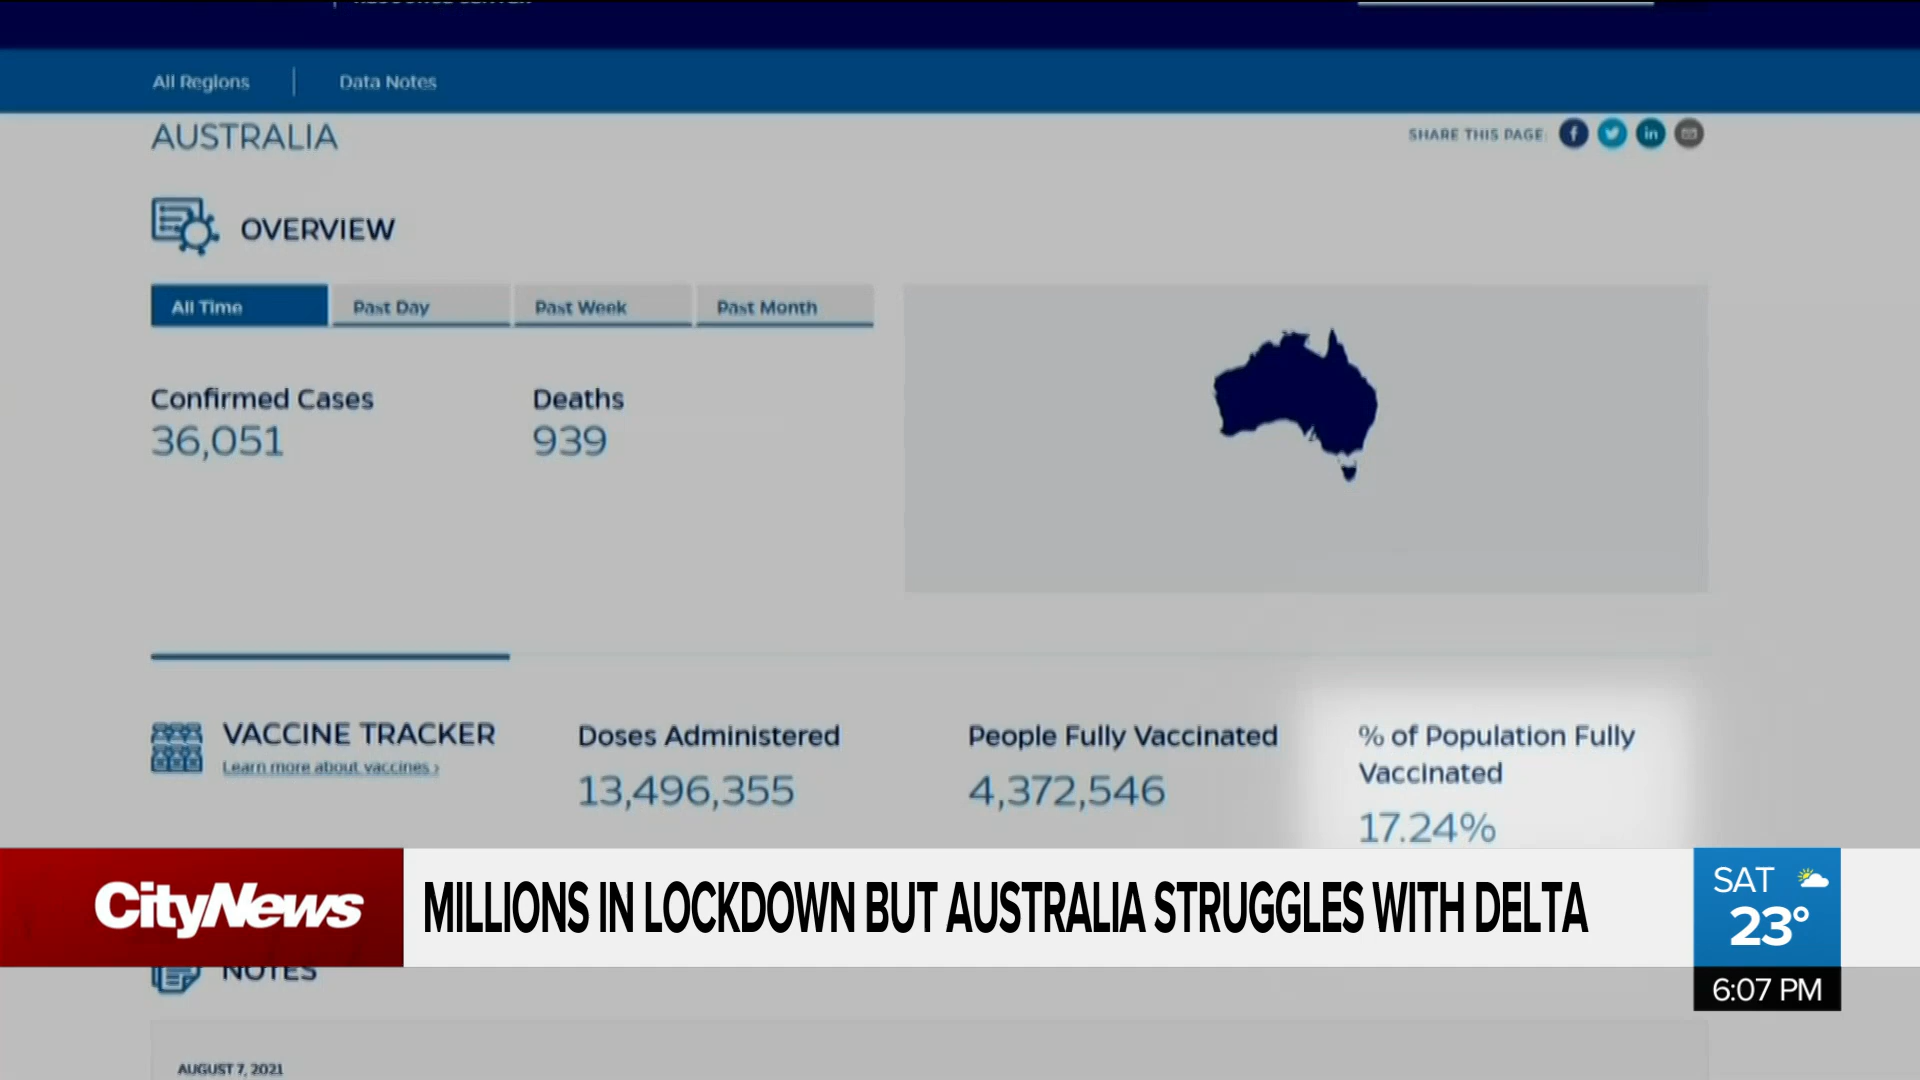 All Regions
Data Notes
AUSTRALIA
SHARE THIS PAGE:
OVERVIEW
All Time
Past Day
Past Week
Past Month
Confirmed Cases
36,051
Deaths
939
VACCINE TRACKER
Learn more about vaccines ›
Doses Administered
13,496,355
People Fully Vaccinated
4,372,546
% of Population Fully
Vaccinated
17.24%
CityNews
MILLIONS IN LOCKDOWN BUT AUSTRALIA STRUGGLES WITH DELTA
SAT
23°
6:07 PM
NOTES
AUGUST 7, 2021